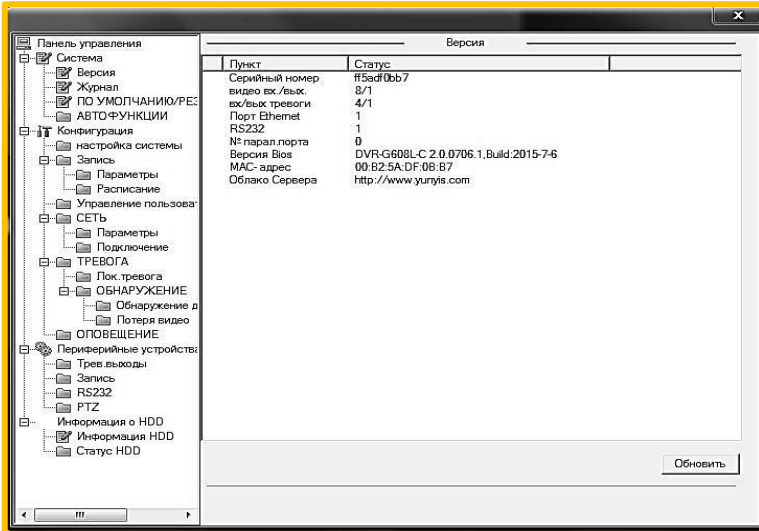 x
Панель управления
Система
Версия
Журнал
ПО УМОЛЧАНИЮ/РЕЗ
АВТОФУНКЦИИ
Конфигурация
настройка системы
Запись
Параметры
Расписание
Управление пользоват
СЕТЬ
Параметры
Подключение
ТРЕВОГА
Лок.тревога
ОБНАРУЖЕНИЕ
Обнаружение д
Потеря видео
ОПОВЕЩЕНИЕ
Периферийные устройства
Трев.выходы
Запись
RS232
PTZ
Информация о HDD
Информация HDD
Статус HDD
Версия
Пункт Статус
Серийный номер ff5adf0bb7
видео вх./вых. 8/1
вх/вых тревоги 4/1
Порт Ethernet 1
RS232 1
№ парал.порта 0
Версия Bios DVR-G608L-C 2.0.0706.1,Build:2015-7-6
MAC- адрес 00:B2:5A:DF:0B:B7
Облако Сервера http://www.yunyis.com
Обновить